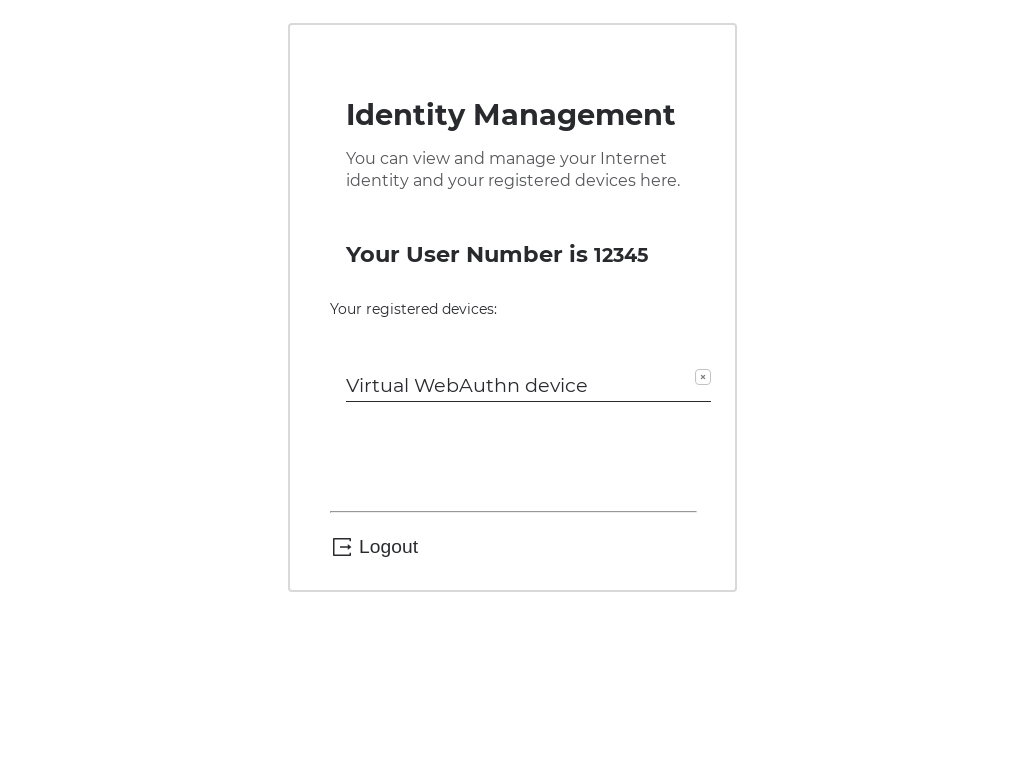 Identity Management
You can view and manage your Internet
identity and your registered devices here.
Your User Number is 12345
Your registered devices:
Virtual WebAuthn device
Logout